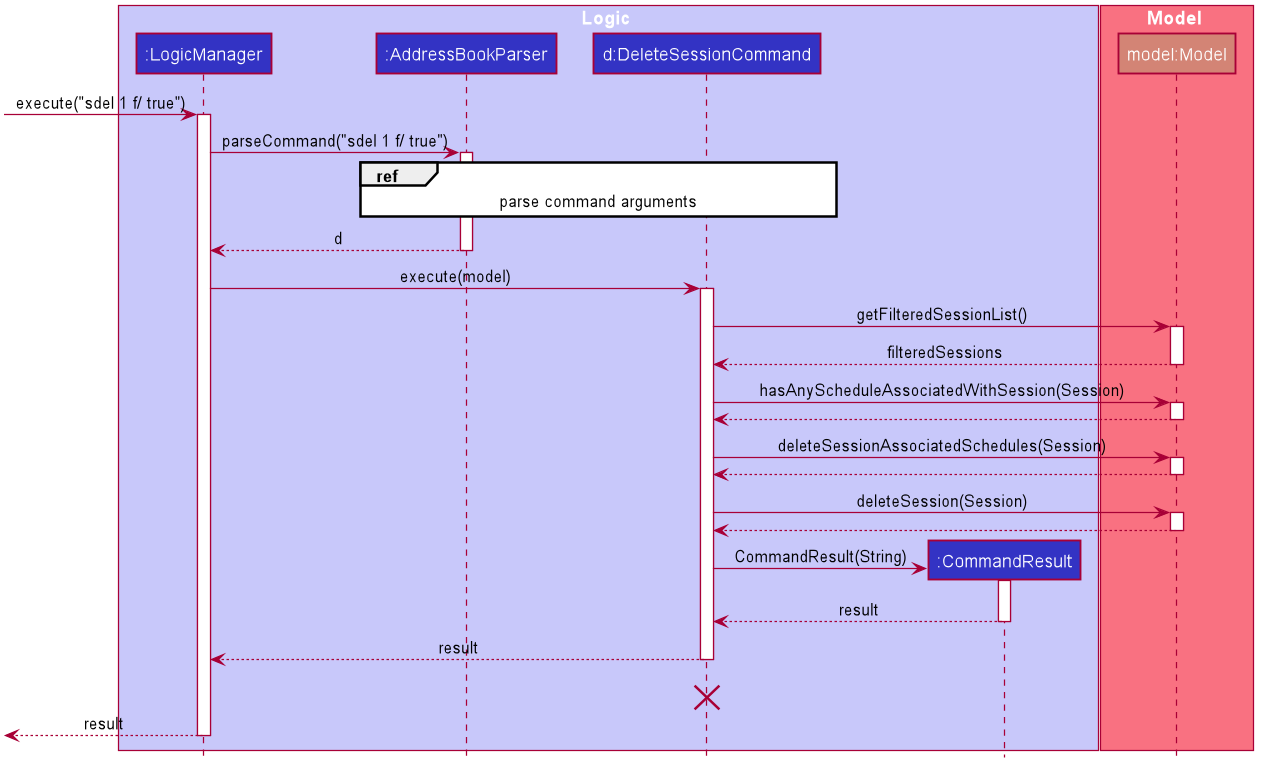 Logic
Model
:LogicManager
:AddressBookParser
d:DeleteSessionCommand
model:Model
execute("sdel 1 f/ true")
parseCommand("sdel 1 f/ true")
ref
parse command arguments
d
execute(model)
getFilteredSessionList()
filteredSessions
hasAnyScheduleAssociatedWithSession(Session)
deleteSessionAssociatedSchedules(Session)
deleteSession(Session)
CommandResult(String)
:CommandResult
result
result
result